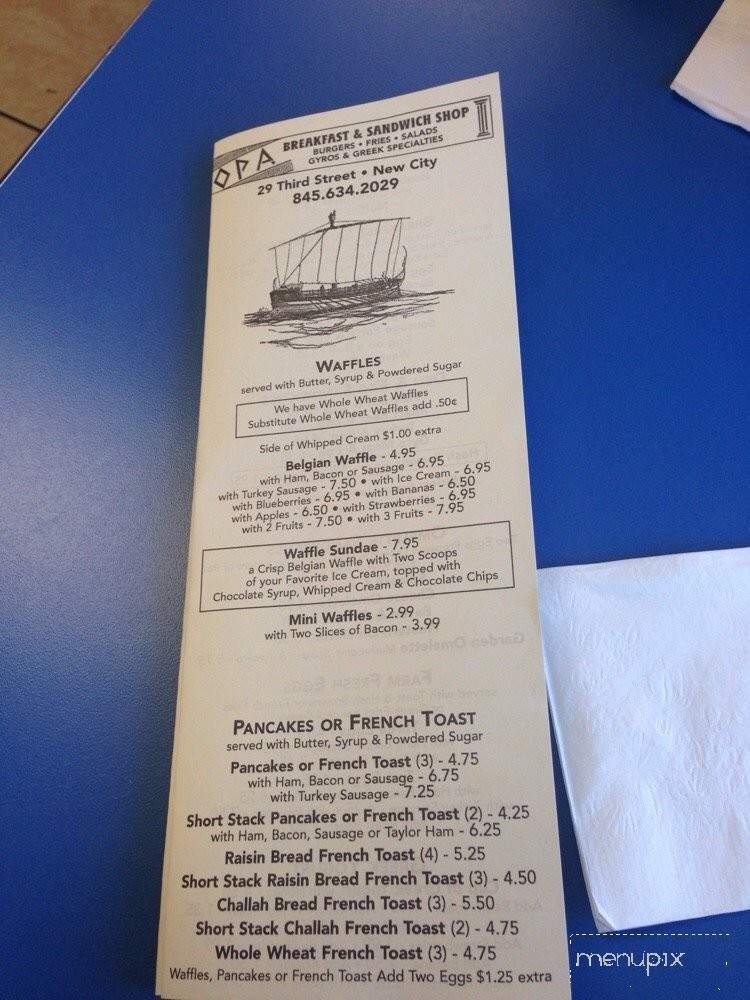 OPA BREAKFAST & SANDWICH SHOP
BURGERS • FRIES • SALADS
GYROS & GREEK SPECIALTIES
29 Third Street • New City
845.634.2029
WAFFLES
served with Butter, Syrup & Powdered Sugar
We have Whole Wheat Waffles
Substitute Whole Wheat Waffles add .50¢
Side of Whipped Cream $1.00 extra
Belgian Waffle - 4.95
with Ham, Bacon or Sausage - 6.95
with Turkey Sausage - 7.50 • with Ice Cream - 6.95
with Blueberries - 6.95 • with Bananas - 6.50
with Apples - 6.50 • with Strawberries - 6.95
with 2 Fruits - 7.50 • with 3 Fruits - 7.95
Waffle Sundae - 7.95
a Crisp Belgian Waffle with Two Scoops
of your Favorite Ice Cream, topped with
Chocolate Syrup, Whipped Cream & Chocolate Chips
Mini Waffles - 2.99
with Two Slices of Bacon - 3.99
PANCAKES OR FRENCH TOAST
served with Butter, Syrup & Powdered Sugar
Pancakes or French Toast (3) - 4.75
with Ham, Bacon or Sausage - 6.75
with Turkey Sausage - 7.25
Short Stack Pancakes or French Toast (2) - 4.25
with Ham, Bacon, Sausage or Taylor Ham - 6.25
Raisin Bread French Toast (4) - 5.25
Short Stack Raisin Bread French Toast (3) - 4.50
Challah Bread French Toast (3) - 5.50
Short Stack Challah French Toast (2) - 4.75
Whole Wheat French Toast (3) - 4.75
Waffles, Pancakes or French Toast Add Two Eggs $1.25 extra
menupix